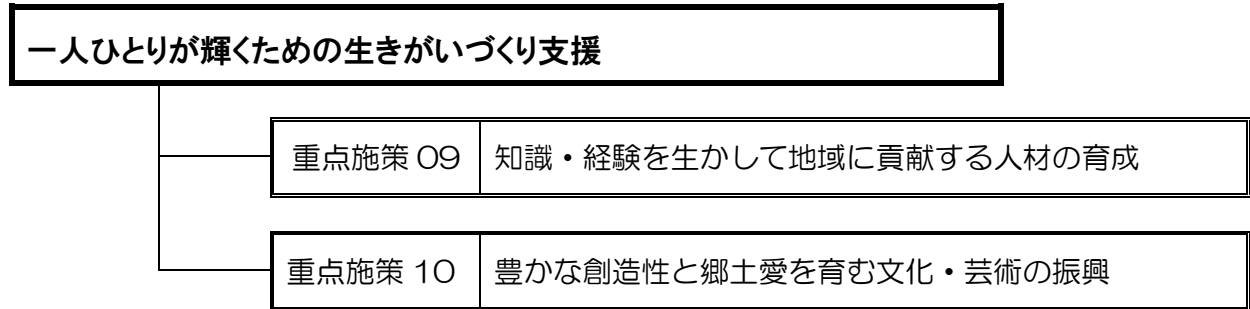 一人ひとりが輝くための生きがいづくり支援
重点施策 09 知識・経験を生かして地域に貢献する人材の育成
重点施策 10 豊かな創造性と郷土愛を育む文化・芸術の振興